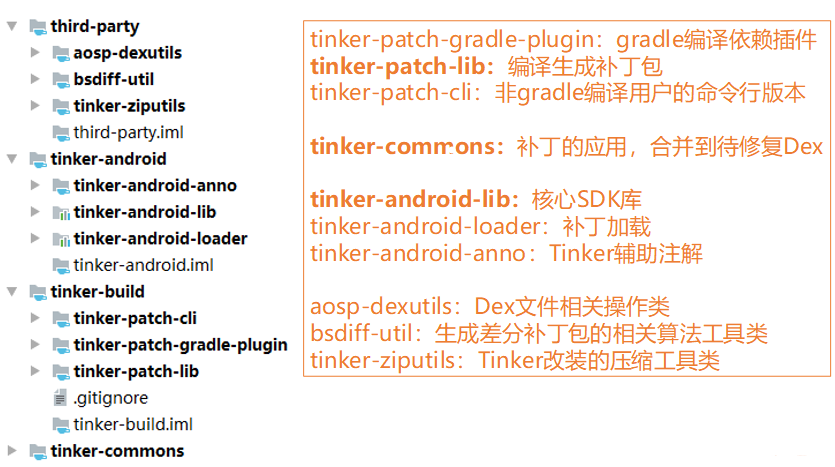 third-party
aosp-dexutils
bsdiff-util
tinker-ziputils
third-party.iml
tinker-android
tinker-android-anno
tinker-android-lib
tinker-android-loader
tinker-android.iml
tinker-build
tinker-patch-cli
tinker-patch-gradle-plugin
tinker-patch-lib
.gitignore
tinker-build.iml
tinker-commons
tinker-patch-gradle-plugin：gradle编译依赖插件
tinker-patch-lib：编译生成补丁包
tinker-patch-cli：非gradle编译用户的命令行版本
tinker-commons：补丁的应用，合并到待修复Dex
tinker-android-lib：核心SDK库
tinker-android-loader：补丁加载
tinker-android-anno：Tinker辅助注解
aosp-dexutils：Dex文件相关操作类
bsdiff-util：生成差分补丁包的相关算法工具类
tinker-ziputils：Tinker改装的压缩工具类